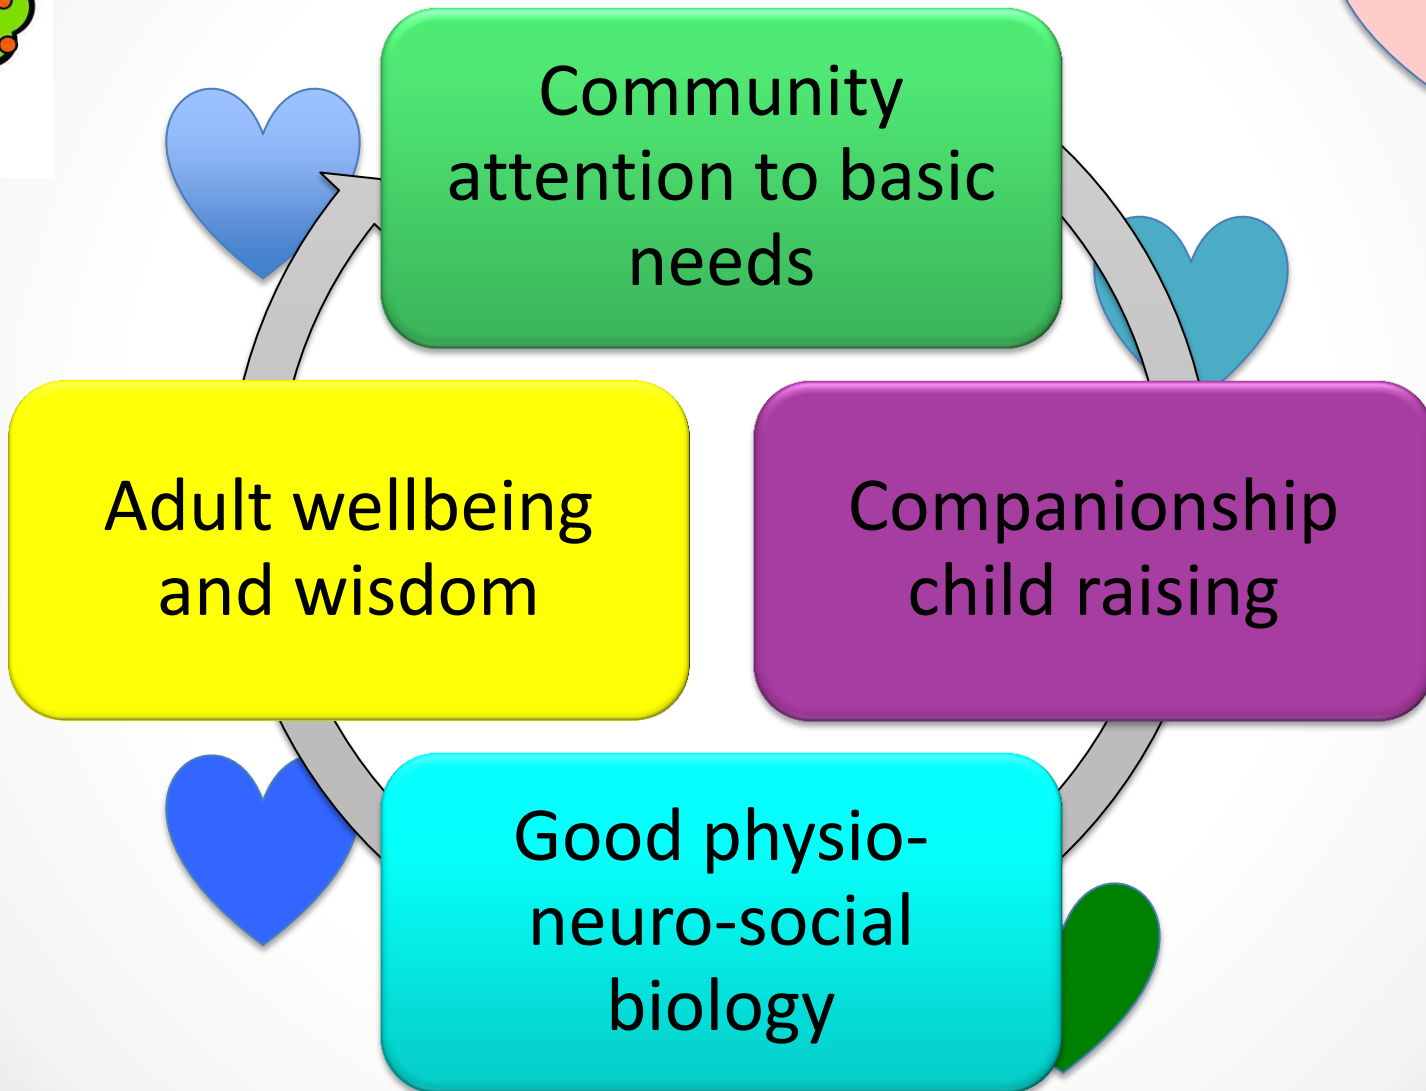 Community
attention to basic
needs
Adult wellbeing
and wisdom
Companionship
child raising
Good physio-
neuro-social
biology